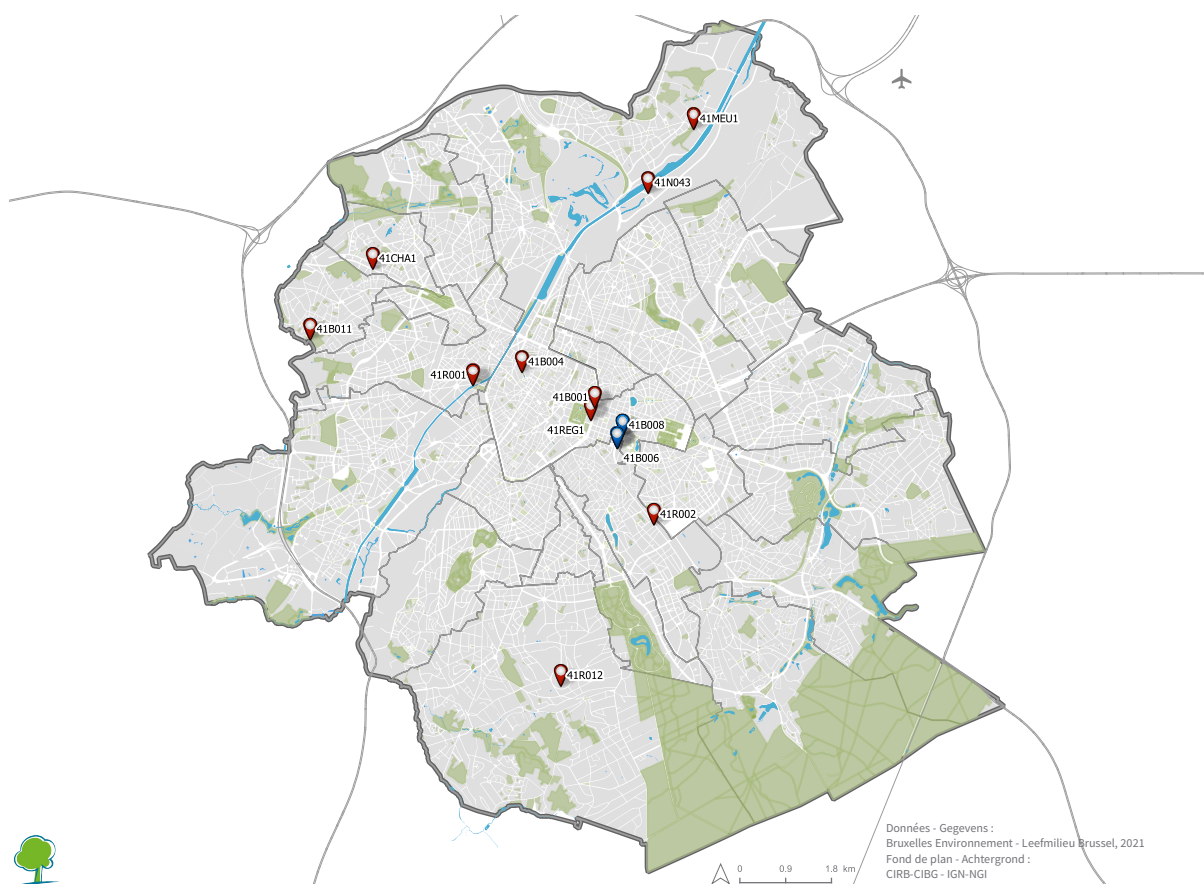 41MEU1
41N043
41CHA1
41B011
41B004
41R001
41B001
41REG1
41B008
41B006
41R002
41R012
Données - Gegevens :
Bruxelles Environnement - Leefmilieu Brussel, 2021
Fond de plan - Achtergrond :
CIRB-CIBG - IGN-NGI
0 0.9 1.8 km